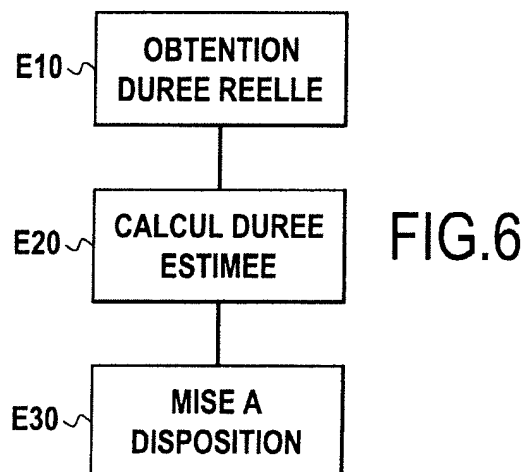 E10
OBTENTION
DUREE REELLE
E20
CALCUL DUREE
ESTIMEE
FIG.6
E30
MISE A
DISPOSITION